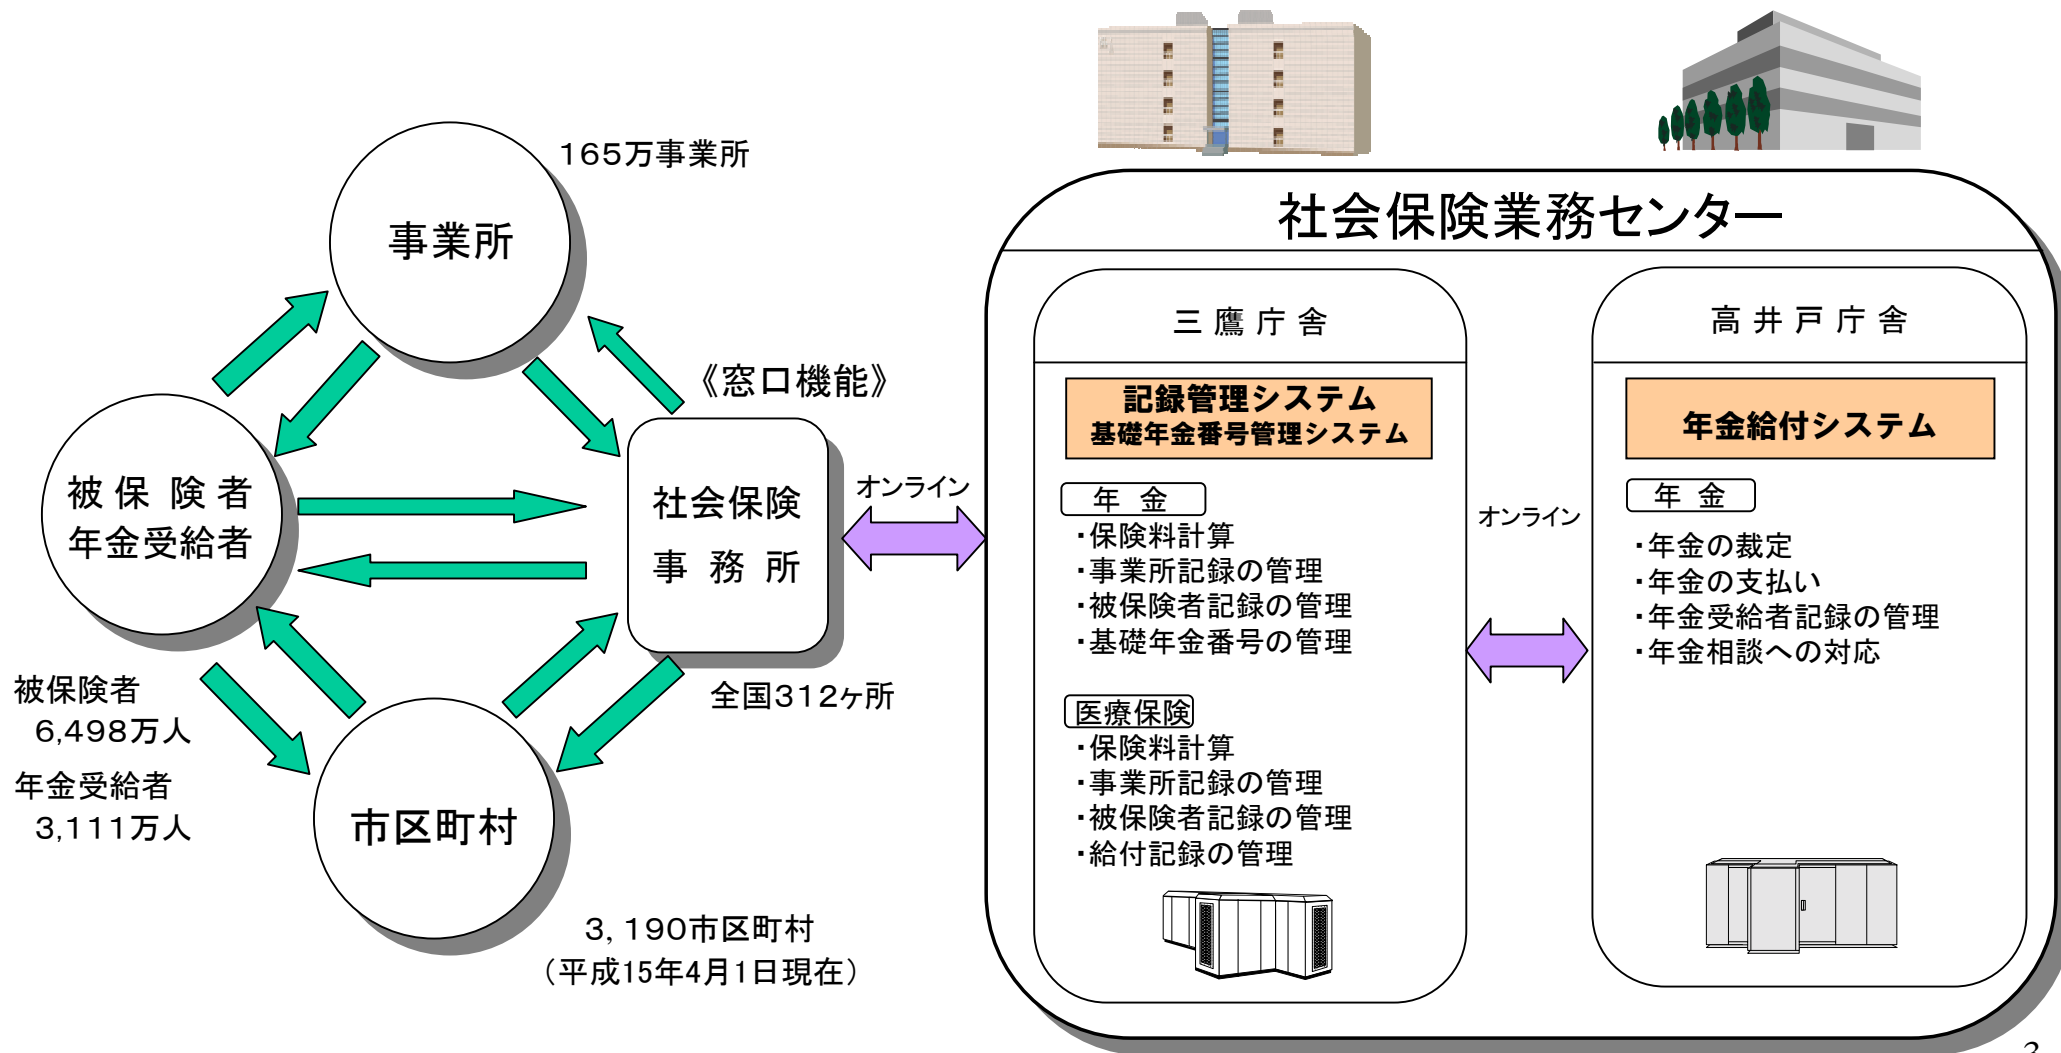 165万事業所
事業所
《窓口機能》
被保険者
年金受給者
社会保険
事務所
オンライン
全国312ヶ所
被保険者
6,498万人
年金受給者
3,111万人
市区町村
3,190市区町村
（平成15年4月1日現在）
社会保険業務センター
三鷹庁舎
記録管理システム
基礎年金番号管理システム
年金
・保険料計算
・事業所記録の管理
・被保険者記録の管理
・基礎年金番号の管理
医療保険
・保険料計算
・事業所記録の管理
・被保険者記録の管理
・給付記録の管理
オンライン
高井戸庁舎
年金給付システム
年金
・年金の裁定
・年金の支払い
・年金受給者記録の管理
・年金相談への対応
3